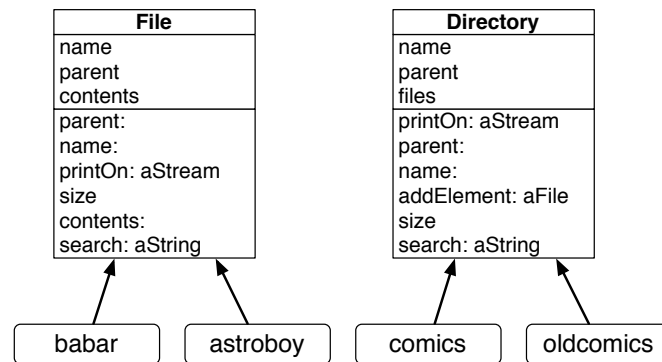 File
name
parent
contents
parent:
name:
printOn: aStream
size
contents:
search: aString
Directory
name
parent
files
printOn: aStream
parent:
name:
addElement: aFile
size
search: aString
babar
astroboy
comics
oldcomics